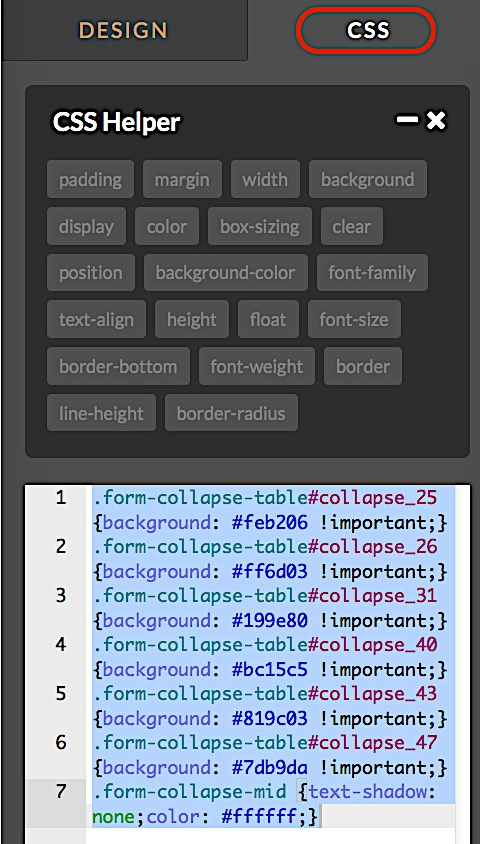 DESIGN CSS
CSS Helper
padding margin width background
display color box-sizing clear
position background-color font-family
text-align height float font-size
border-bottom font-weight border
line-height border-radius
1 .form-collapse-table#collapse_25
{background: #feb206 !important;}
2 .form-collapse-table#collapse_26
{background: #ff6d03 !important;}
3 .form-collapse-table#collapse_31
{background: #199e80 !important;}
4 .form-collapse-table#collapse_40
{background: #bc15c5 !important;}
5 .form-collapse-table#collapse_43
{background: #819c03 !important;}
6 .form-collapse-table#collapse_47
{background: #7db9da !important;}
7 .form-collapse-mid {text-shadow:
none;color: #ffffff;}